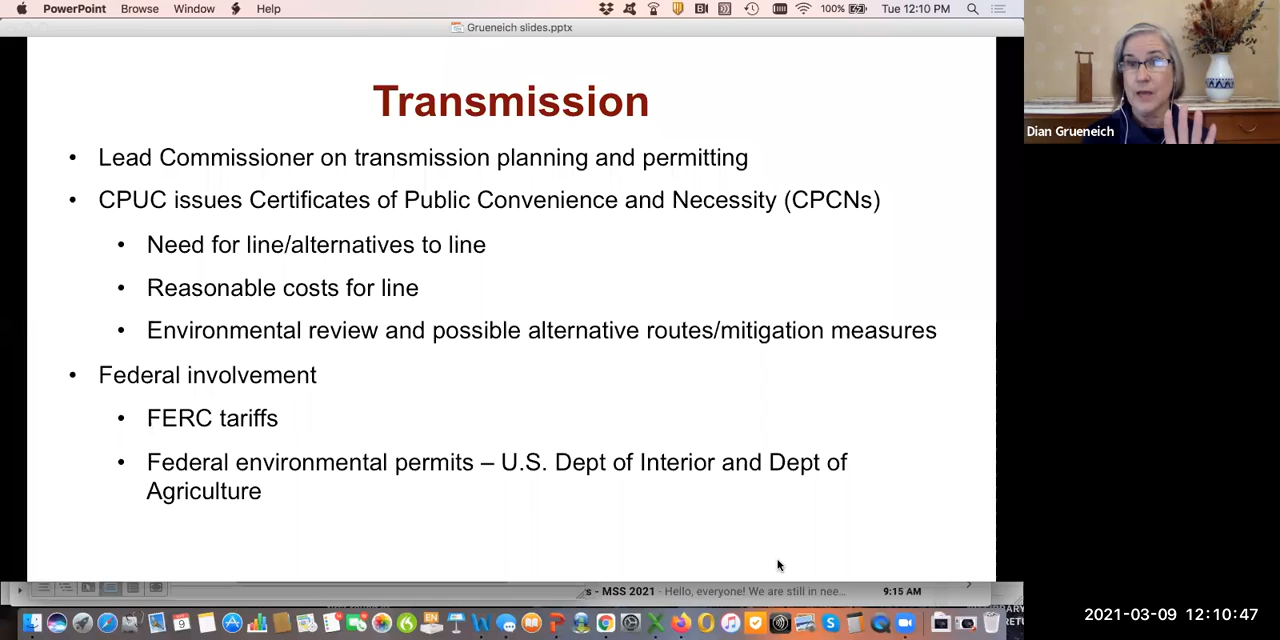 PowerPoint Browse Window Help 100% Tue 12:10 PM
Grueneich slides.pptx
Transmission
• Lead Commissioner on transmission planning and permitting
• CPUC issues Certificates of Public Convenience and Necessity (CPCNs)
• Need for line/alternatives to line
• Reasonable costs for line
• Environmental review and possible alternative routes/mitigation measures
• Federal involvement
• FERC tariffs
• Federal environmental permits – U.S. Dept of Interior and Dept of
Agriculture
Dian Grueneich
- MSS 2021 - Hello, everyone! We are still in nee... 9:15 AM
2021-03-09 12:10:47